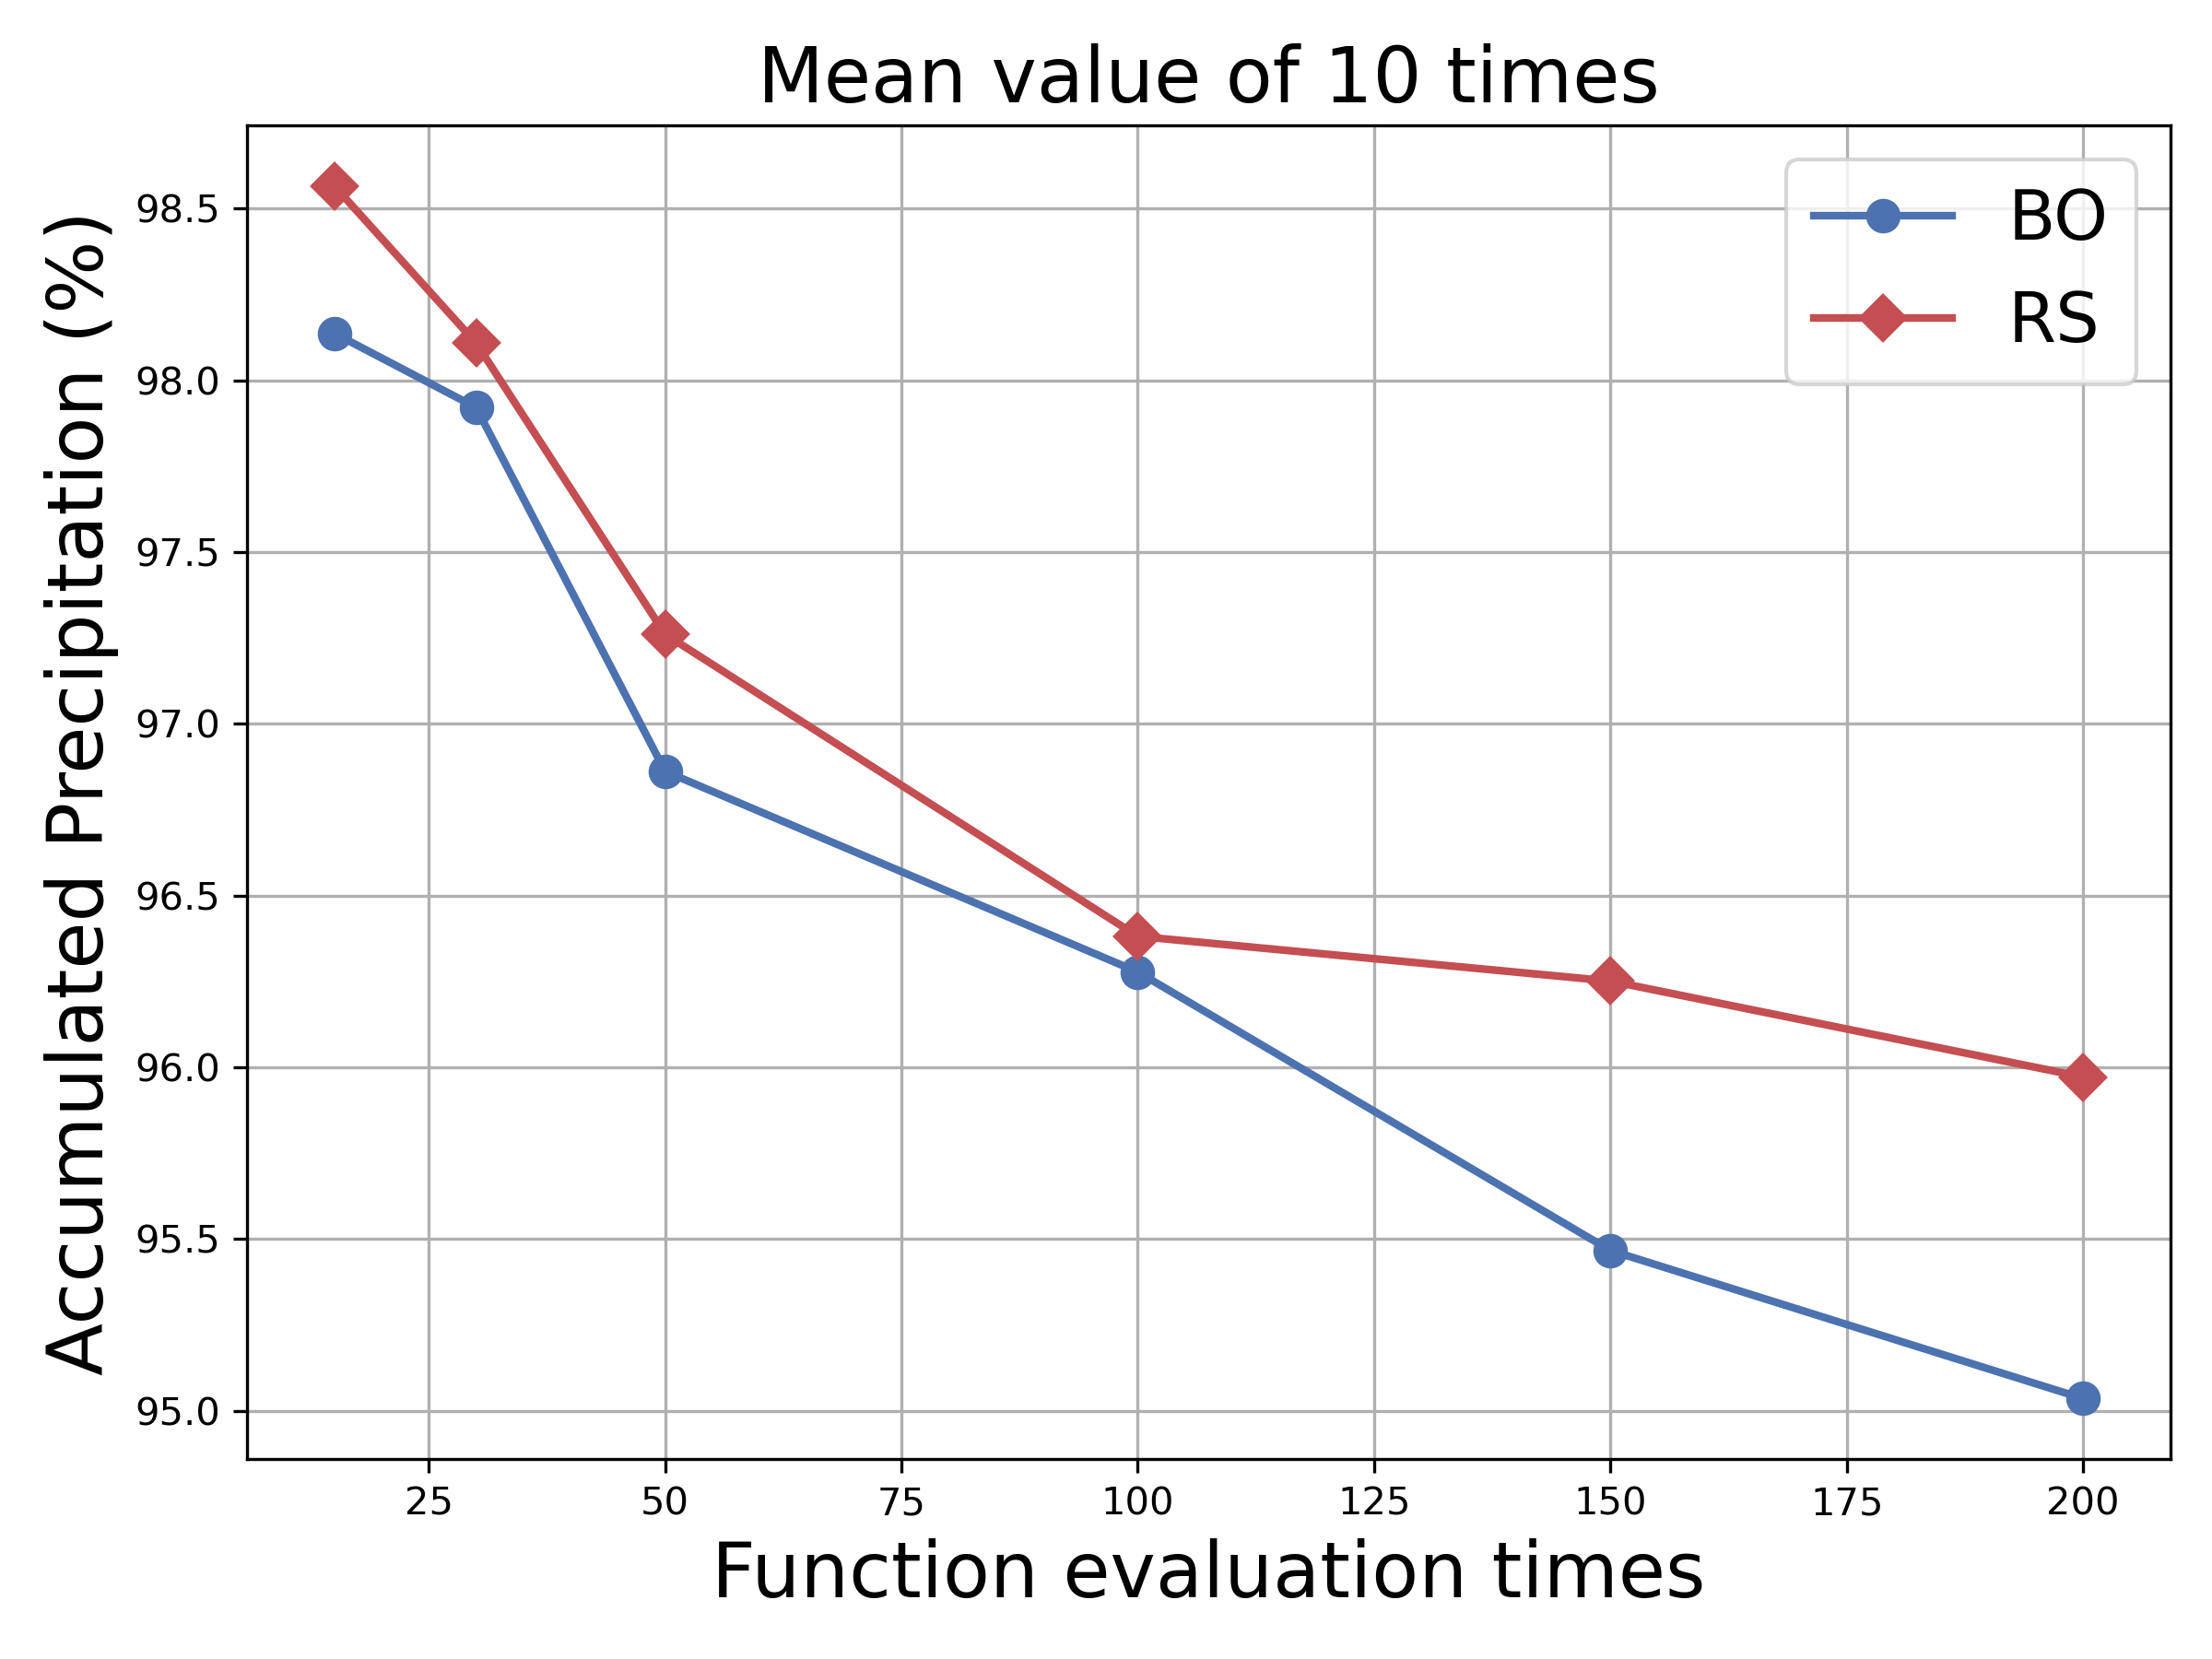 Mean value of 10 times
BO
RS
Accumulated Precipitation (%)
98.5
98.0
97.5
97.0
96.5
96.0
95.5
95.0
25 50 75 100 125 150 175 200
Function evaluation times